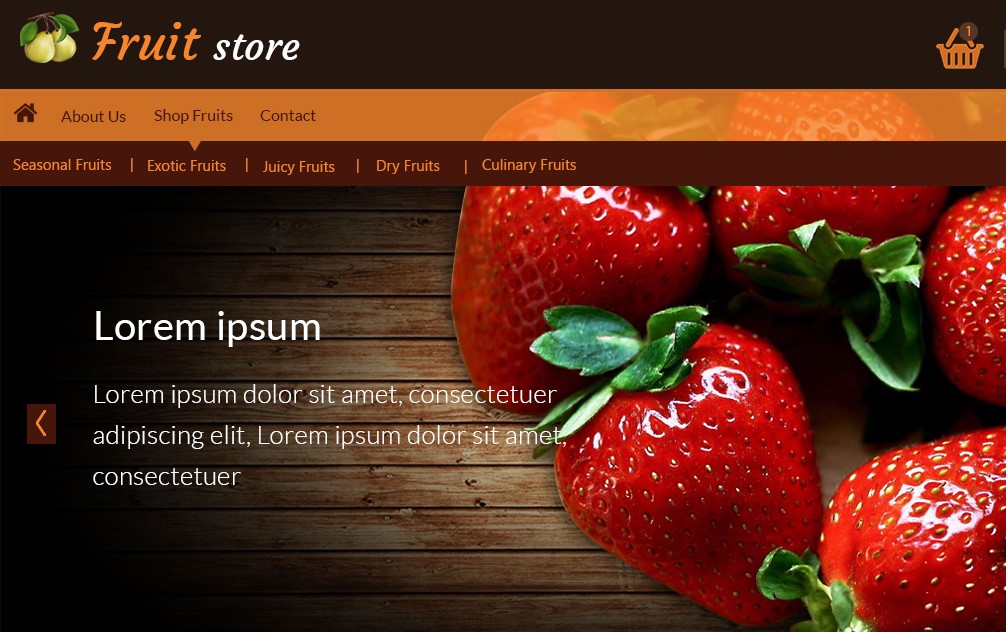 Fruit store
1
About Us Shop Fruits Contact
Seasonal Fruits | Exotic Fruits | Juicy Fruits | Dry Fruits | Culinary Fruits
Lorem ipsum
Lorem ipsum dolor sit amet, consectetuer
adipiscing elit, Lorem ipsum dolor sit amet,
consectetuer